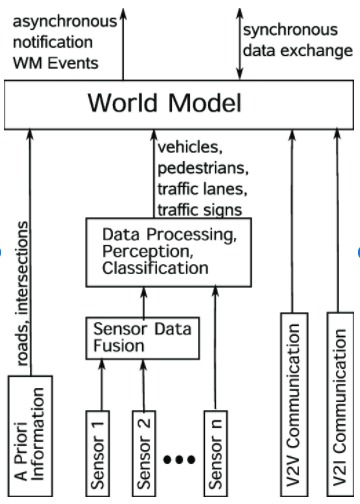 asynchronous
notification
WM Events
synchronous
data exchange
World Model
vehicles,
pedestrians,
traffic lanes,
traffic signs
roads, intersections
Data Processing,
Perception,
Classification
Sensor Data
Fusion
A Priori
Information
Sensor 1
Sensor 2
Sensor n
V2V Communication
V2I Communication